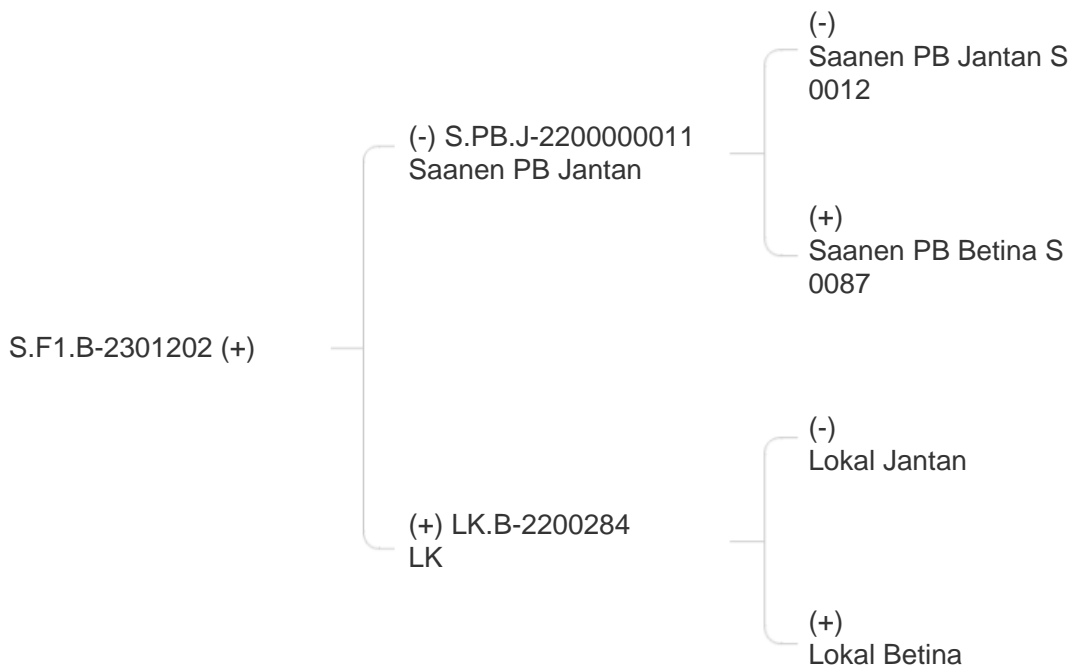 (-)
Saanen PB Jantan S
0012
(-) S.PB.J-2200000011
Saanen PB Jantan
(+)
Saanen PB Betina S
0087
S.F1.B-2301202 (+)
(-)
Lokal Jantan
(+) LK.B-2200284
LK
(+)
Lokal Betina